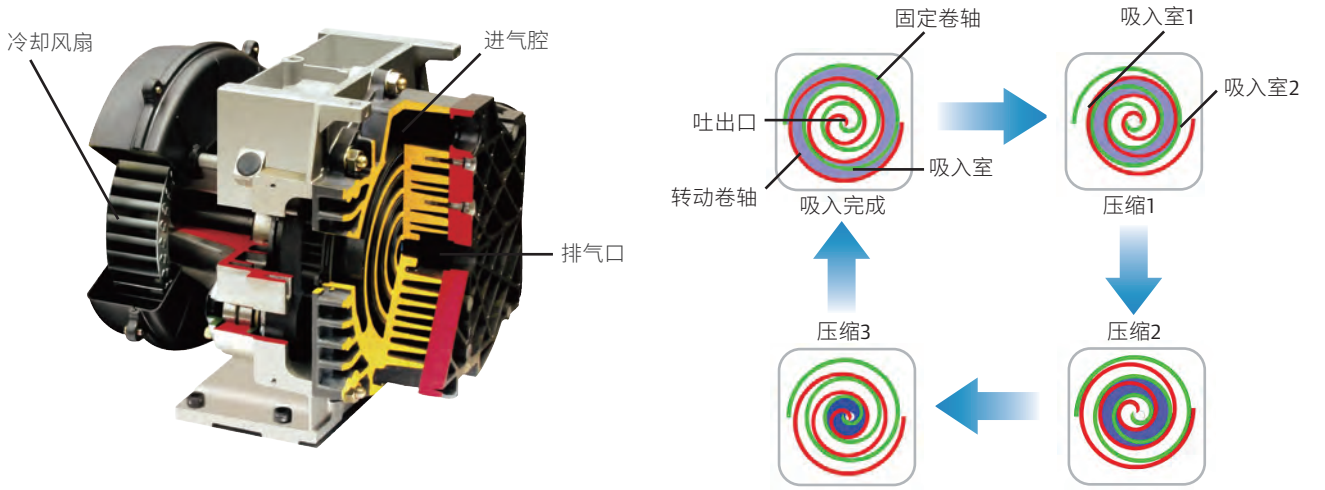 冷却风扇
进气腔
排气口
固定卷轴
吐出口
转动卷轴
吸入室
吸入完成
吸入室1
吸入室2
压缩1
压缩3
压缩2